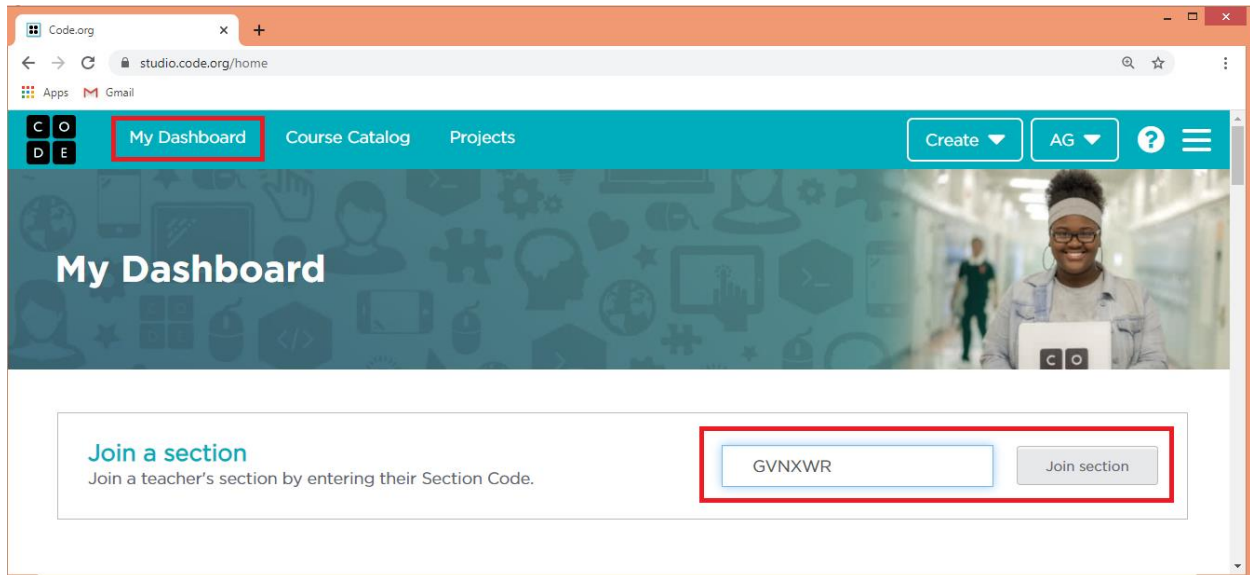 Code.org
studio.code.org/home
Apps Gmail
C O
D E
My Dashboard Course Catalog Projects Create AG ?
My Dashboard
C O
Join a section
Join a teacher's section by entering their Section Code.
GVNXWR Join section